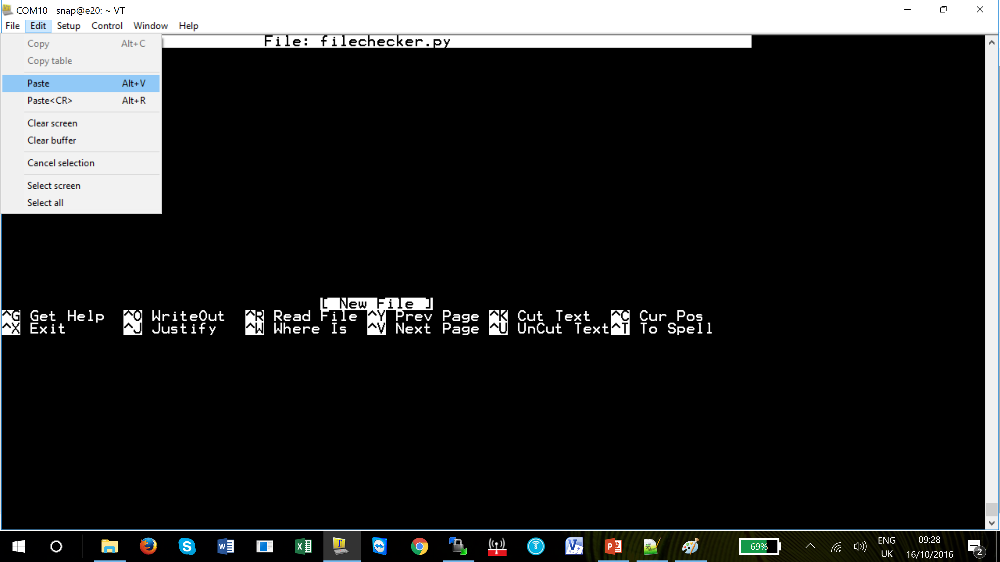 COM10 - snap@e20: ~ VT
File Edit Setup Control Window Help
Copy Alt+C
Copy table
Paste Alt+V
Paste<CR> Alt+R
Clear screen
Clear buffer
Cancel selection
Select screen
Select all
File: filechecker.py
[ New File ]
^G Get Help ^O WriteOut ^R Read File ^Y Prev Page ^K Cut Text ^C Cur Pos
^X Exit ^J Justify ^W Where Is ^V Next Page ^U UnCut Text ^T To Spell
69%
ENG
UK
09:28
16/10/2016
2